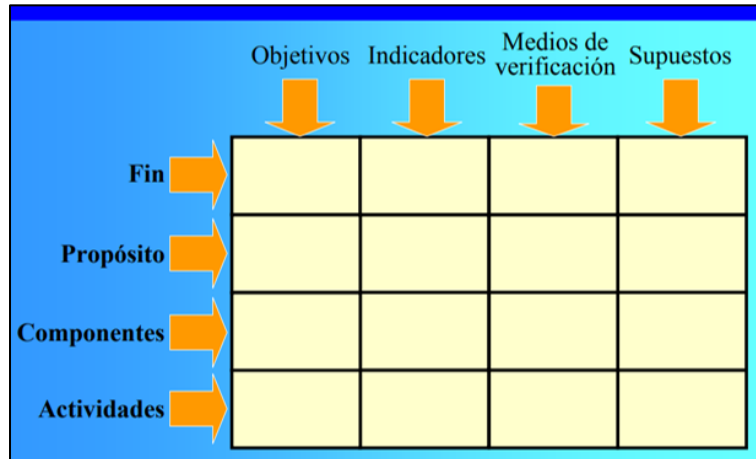 Objetivos Indicadores Medios de verificación Supuestos
Fin
Propósito
Componentes
Actividades